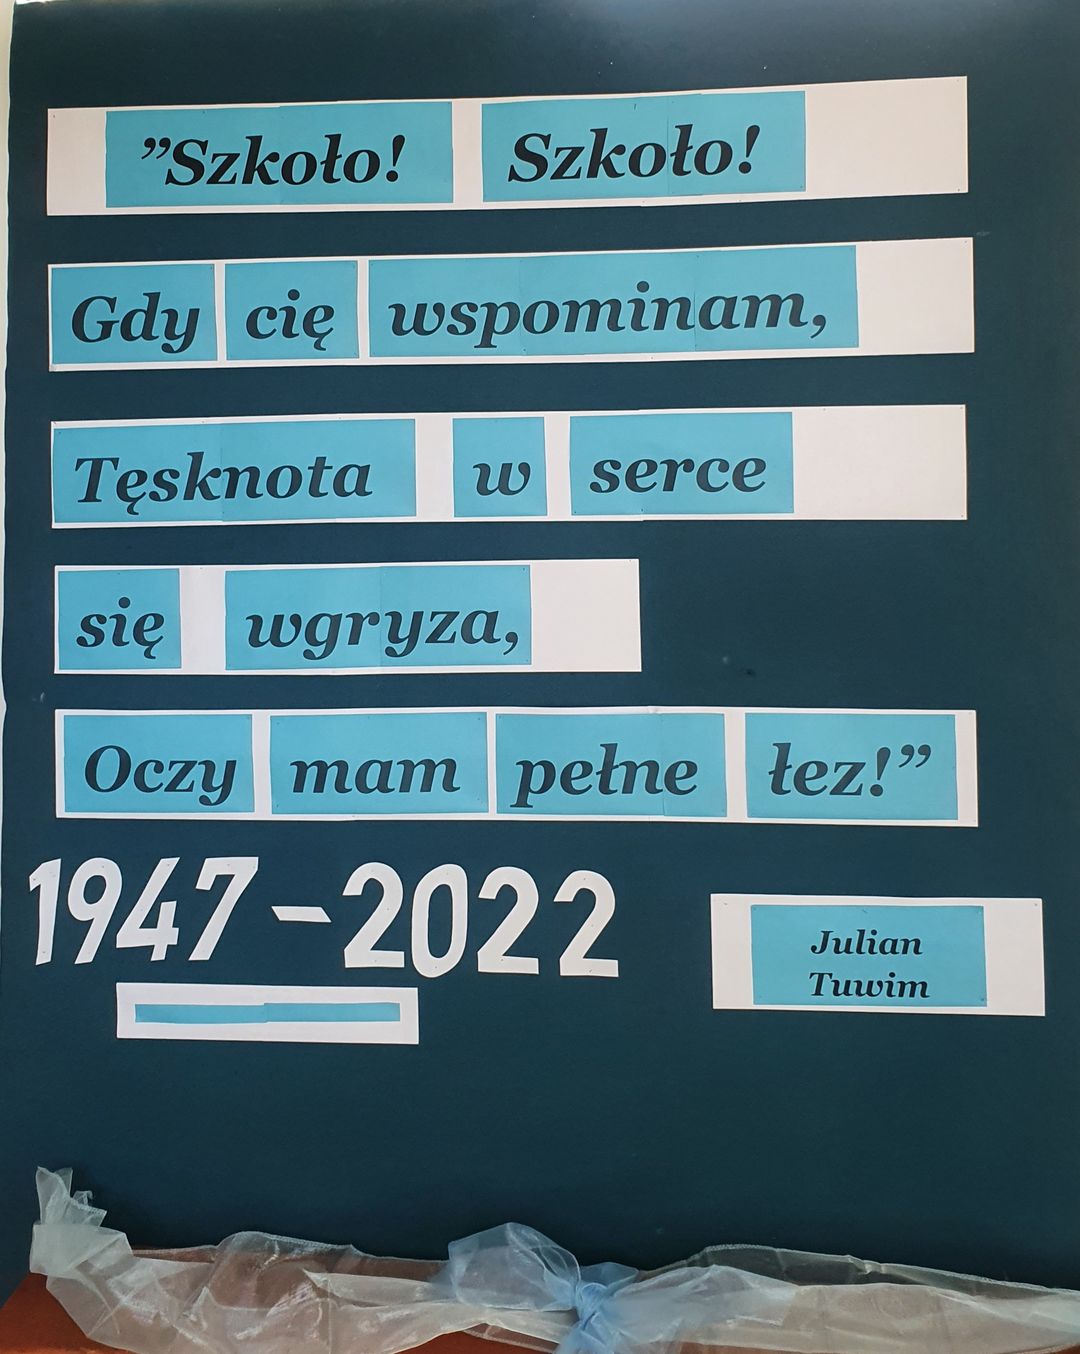 ”Szkoło! Szkoło!
Gdy cię wspominam,
Tęsknota w serce
się wgryza,
Oczy mam pełne łez!”
1947-2022
Julian
Tuwim